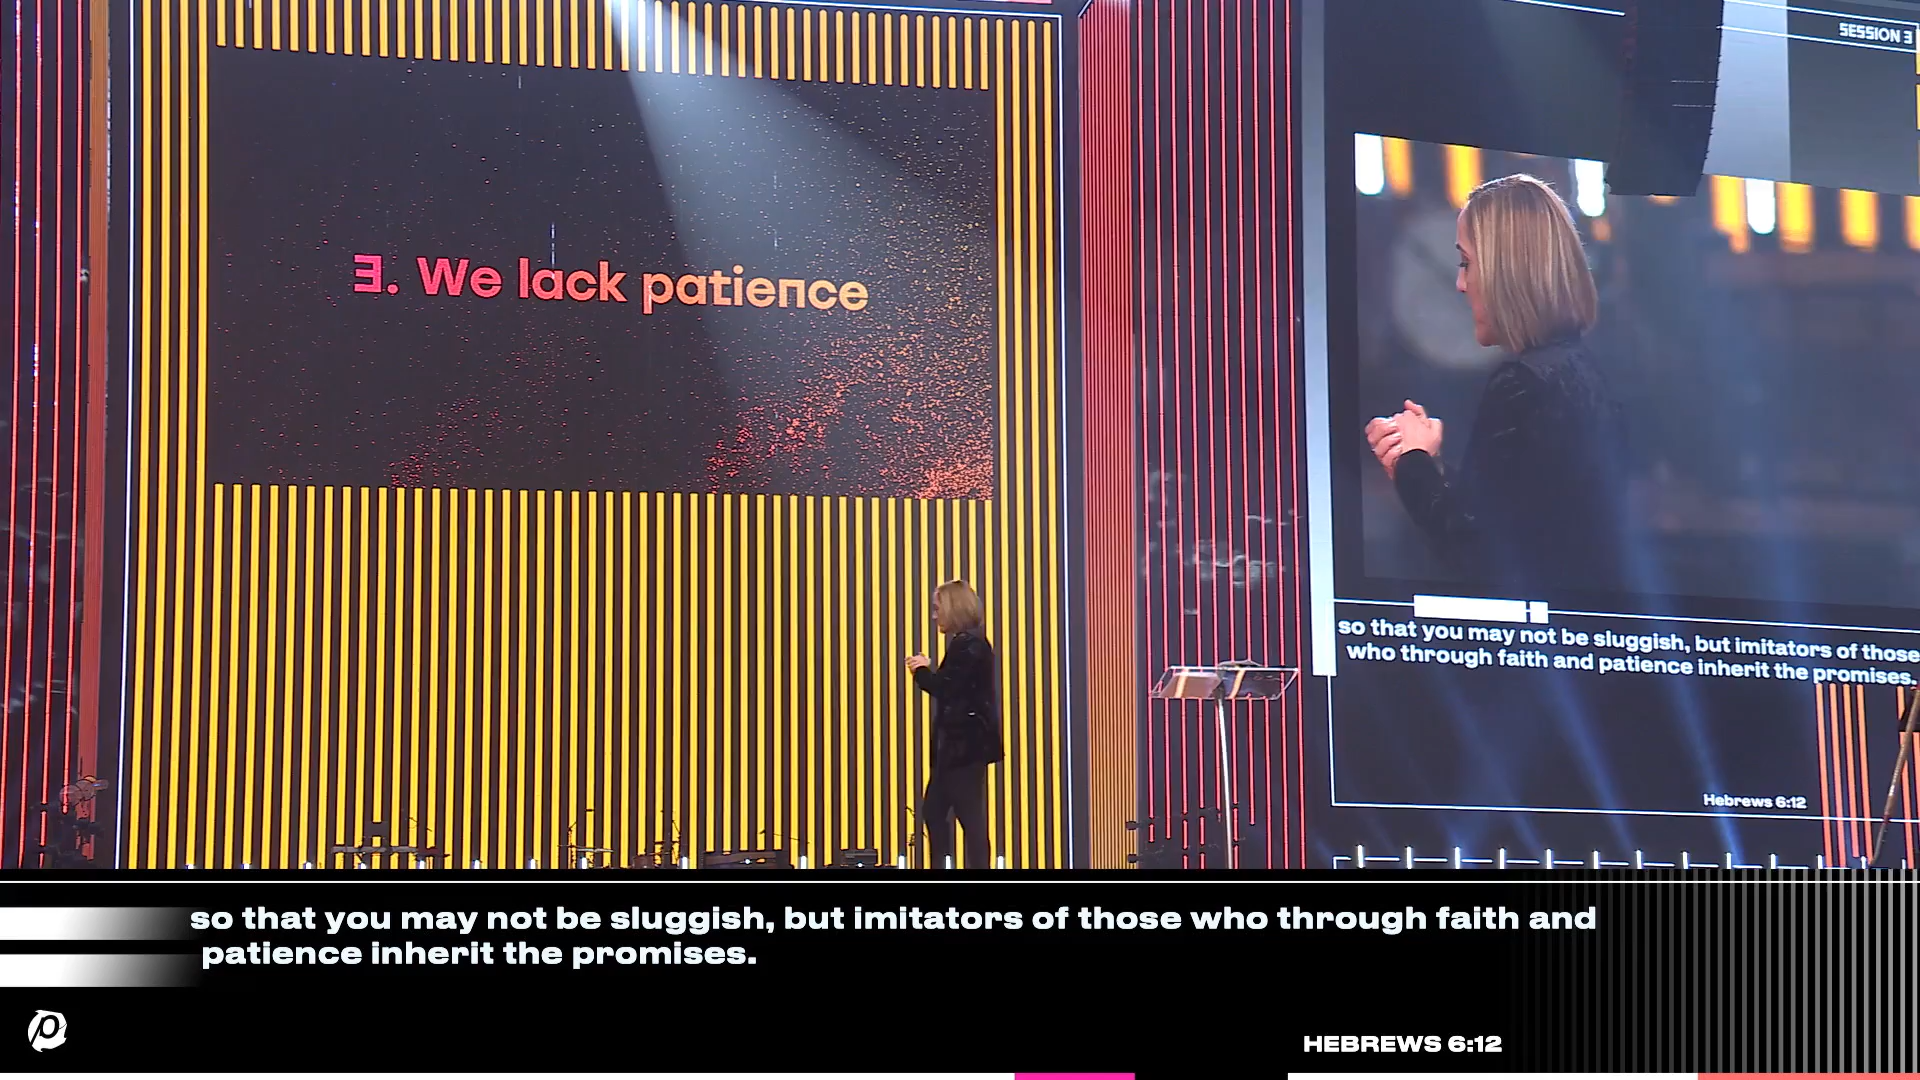 SESSION 3
3. We lack patience
so that you may not be sluggish, but imitators of those
who through faith and patience inherit the promises.
Hebrews 6:12
so that you may not be sluggish, but imitators of those who through faith and
patience inherit the promises.
HEBREWS 6:12